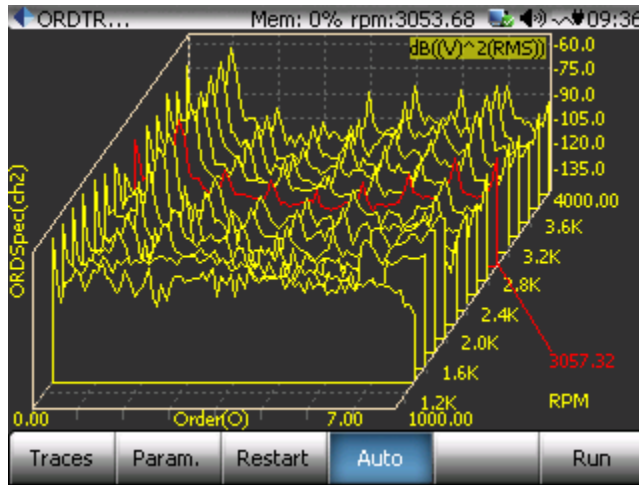 ORDTR... Mem: 0% rpm:3053.68 09:36
dB((V)^2(RMS))
-60.0
-75.0
-90.0
-105.0
-120.0
-135.0
4000.00
3.6K
3.2K
2.8K
2.4K
2.0K
1.6K
1.2K
1000.00
3057.32
RPM
ORDSpec(ch2)
0.00 Order(O) 7.00
Traces Param. Restart Auto Run